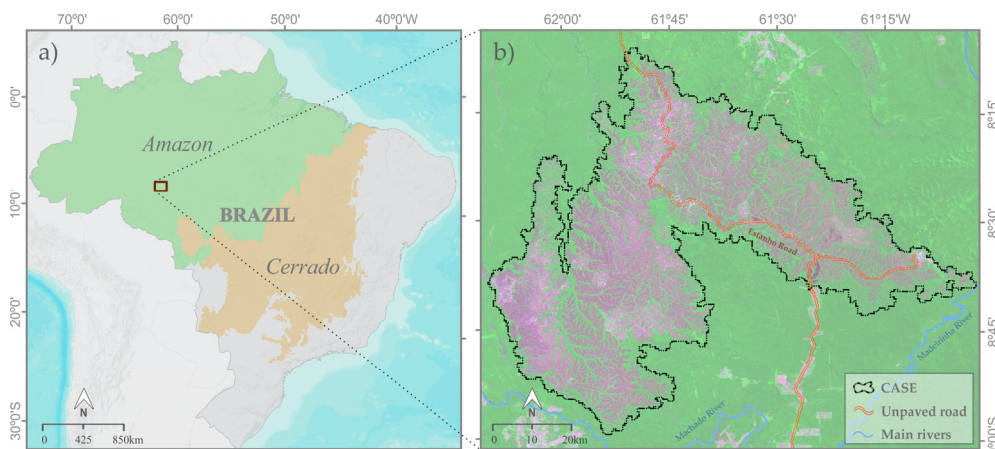 70°0'
60°0'
50°0'
40°0'00"W
a)
0°0'
10°0'
20°0'
30°0'S
Amazon
BRAZIL
Cerrado
N
0 425 850km
62°00'
61°45'
61°30'
61°15'W
b)
8°15'
8°30'
8°45'
Estanho Road
Madeirinha River
Machado River
N
0 10 20km
CASE
Unpaved road
Main rivers